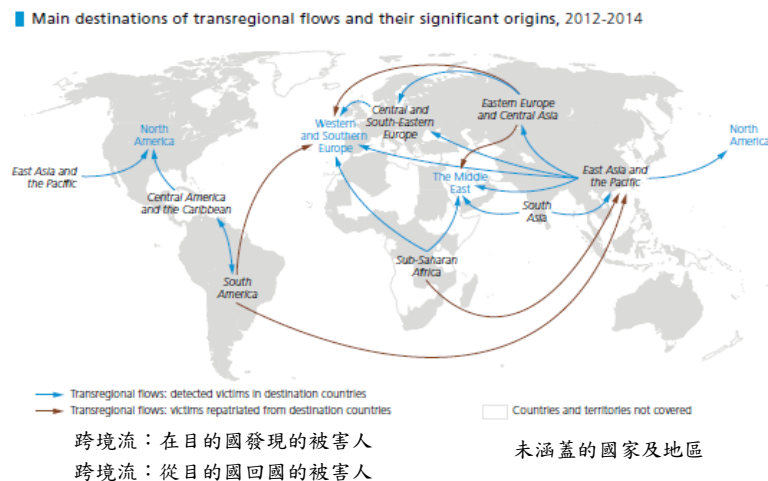 Main destinations of transregional flows and their significant origins, 2012-2014
North
America
East Asia and
the Pacific
Central America
and the Caribbean
South
America
Western
and Southern
Europe
Central and
South-Eastern
Europe
Eastern Europe
and Central Asia
The Middle
East
South
Asia
Sub-Saharan
Africa
East Asia and
the Pacific
North
America
Transregional flows: detected victims in destination countries
Transregional flows: victims repatriated from destination countries
Countries and territories not covered
跨境流：在目的國發現的被害人
跨境流：從目的國回國的被害人
未涵蓋的國家及地區